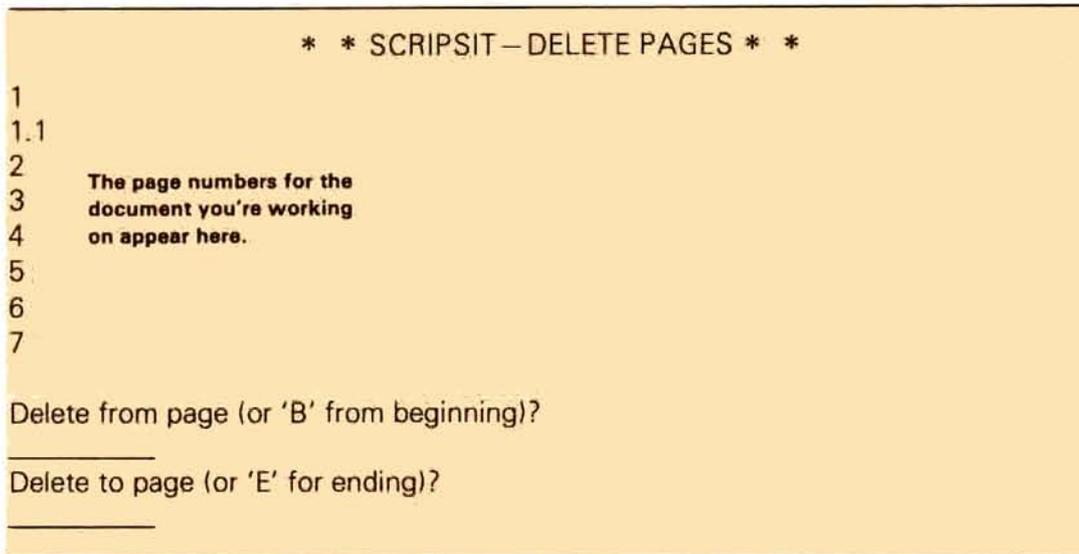 * * SCRIPSIT — DELETE PAGES * *
1
1.1
2
The page numbers for the
3
document you're working
4
on appear here.
5
6
7
Delete from page (or 'B' from beginning)?
Delete to page (or 'E' for ending)?